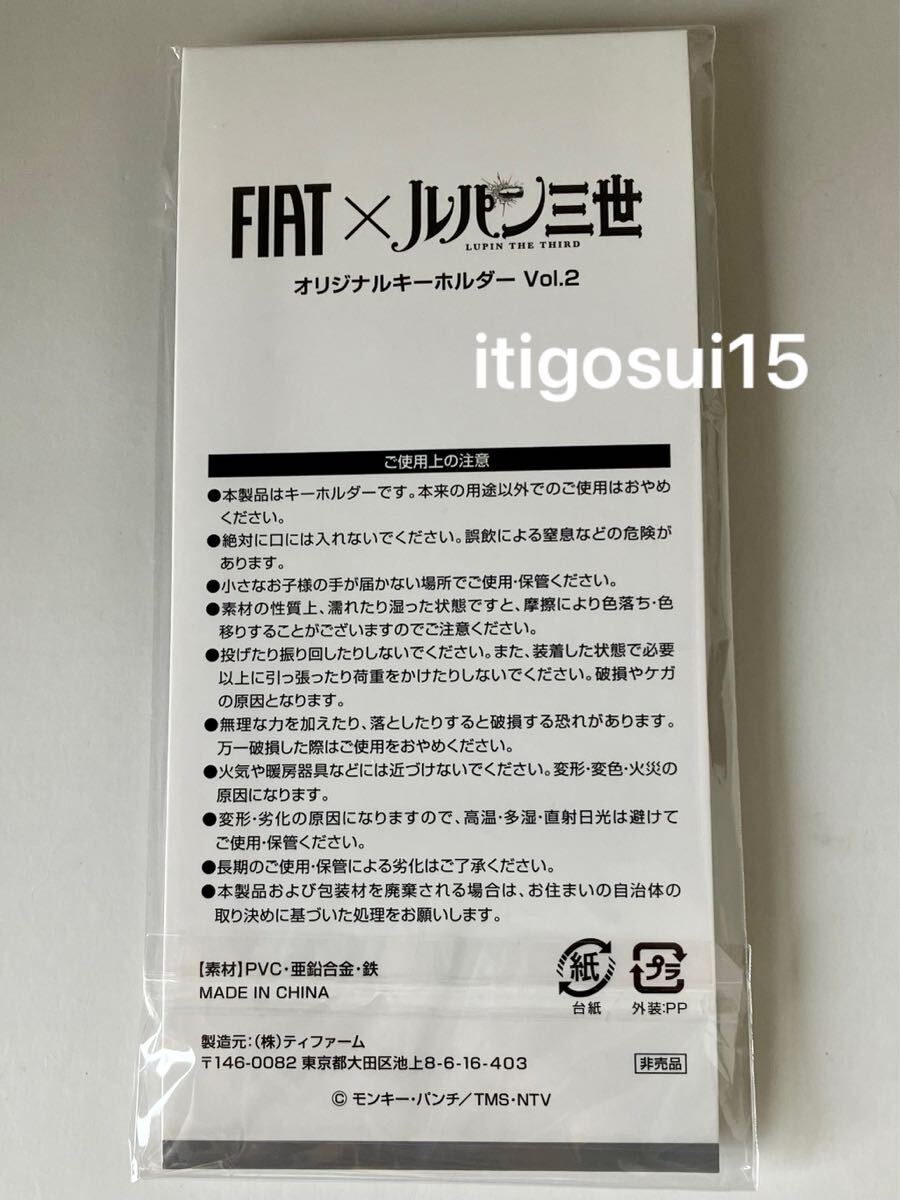 FIAT×ルパン三世
LUPIN THE THIRD
オリジナルキーホルダー Vol.2
itigosui15
ご使用上の注意
●本製品はキーホルダーです。本来の用途以外でのご使用はおやめ
ください。
●絶対に口には入れないでください。誤飲による窒息などの危険が
あります。
●小さなお子様の手が届かない場所でご使用・保管ください。
●素材の性質上、濡れたり湿った状態ですと、摩擦により色落ち・色
移りすることがございますのでご注意ください。
●投げたり振り回したりしないでください。また、装着した状態で必要
以上に引っ張ったり荷重をかけたりしないでください。破損やケガ
の原因となります。
●無理な力を加えたり、落としたりすると破損する恐れがあります。
万一破損した際はご使用をおやめください。
●火気や暖房器具などには近づけないでください。変形・変色・火災の
原因になります。
●変形・劣化の原因になりますので、高温・多湿・直射日光は避けて
ご使用・保管ください。
●長期のご使用・保管による劣化はご了承ください。
●本製品および包装材を廃棄される場合は、お住まいの自治体の
取り決めに基づいた処理をお願いします。
【素材】PVC・亜鉛合金・鉄
MADE IN CHINA
紙
台紙
プラ
外装:PP
製造元:(株)ティファーム
〒146-0082 東京都大田区池上8-6-16-403
非売品
© モンキー・パンチ/TMS・NTV